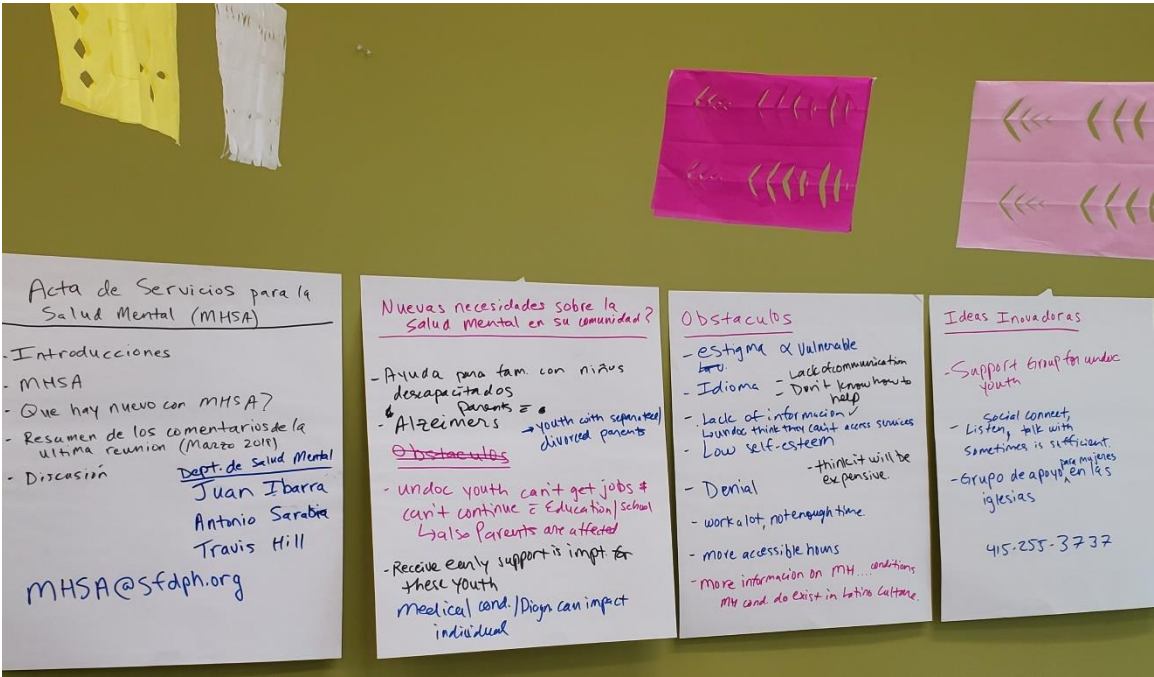 Acta de Servicios para la
Salud Mental (MHSA)
- Introducciones
- MHSA
- Que hay nuevo con MHSA?
- Resumen de los comentarios de la
ultima reunion (Marzo 2018)
- Discusión
Dept. de Salud Mental
Juan Ibarra
Antonio Sarabia
Travis Hill
MHSA@sfdph.org
Nuevas necesidades sobre la
Salud Mental en su comunidad?
- Ayuda para fam. con niños
descapacitados
Parents =
- Alzeimers → youth with separated/
divorced parents
Obstaculos
- undoc youth can't get jobs &
can't continue c̄ Education/School
↳ also Parents are affected
- Receive early support is impt. for
these youth
Medical cond./Diagn can impact
individual
Obstaculos
- estigma α Vulnerable
- Idioma = Lack of communication
= Don't know how to
help
- Lack of informacion ✓
↳ undoc think they can't access services
- Low self-esteem
- think it will be
expensive.
- Denial
- work a lot, not enough time.
- more accessible hours
- more informacion on MH.... conditions
MH cond. do exist in Latino Culture.
Ideas Inovadoras
- Support Group for undoc
youth
Social connect,
- Listen, talk with
Sometimes is sufficient.
- Grupo de apoyo para mujeres en las
iglesias
415-255-3737